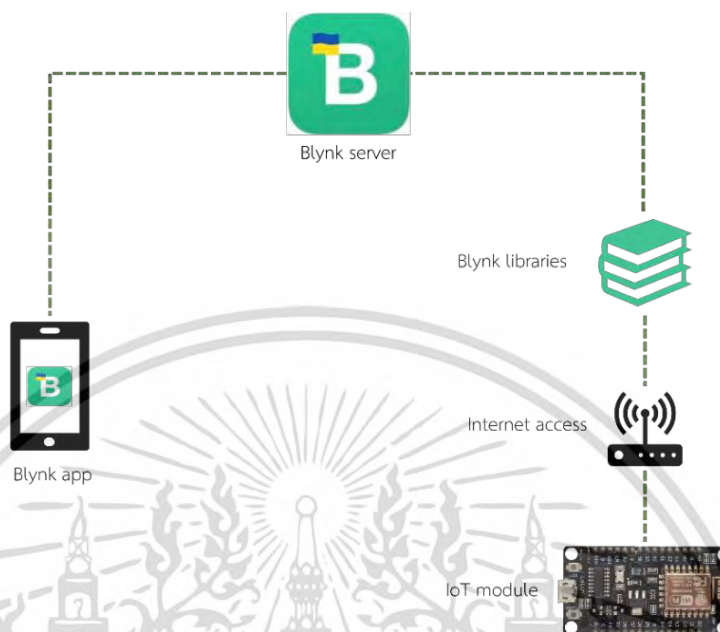 B
Blynk server
Blynk libraries
B
Internet access
Blynk app
IoT module